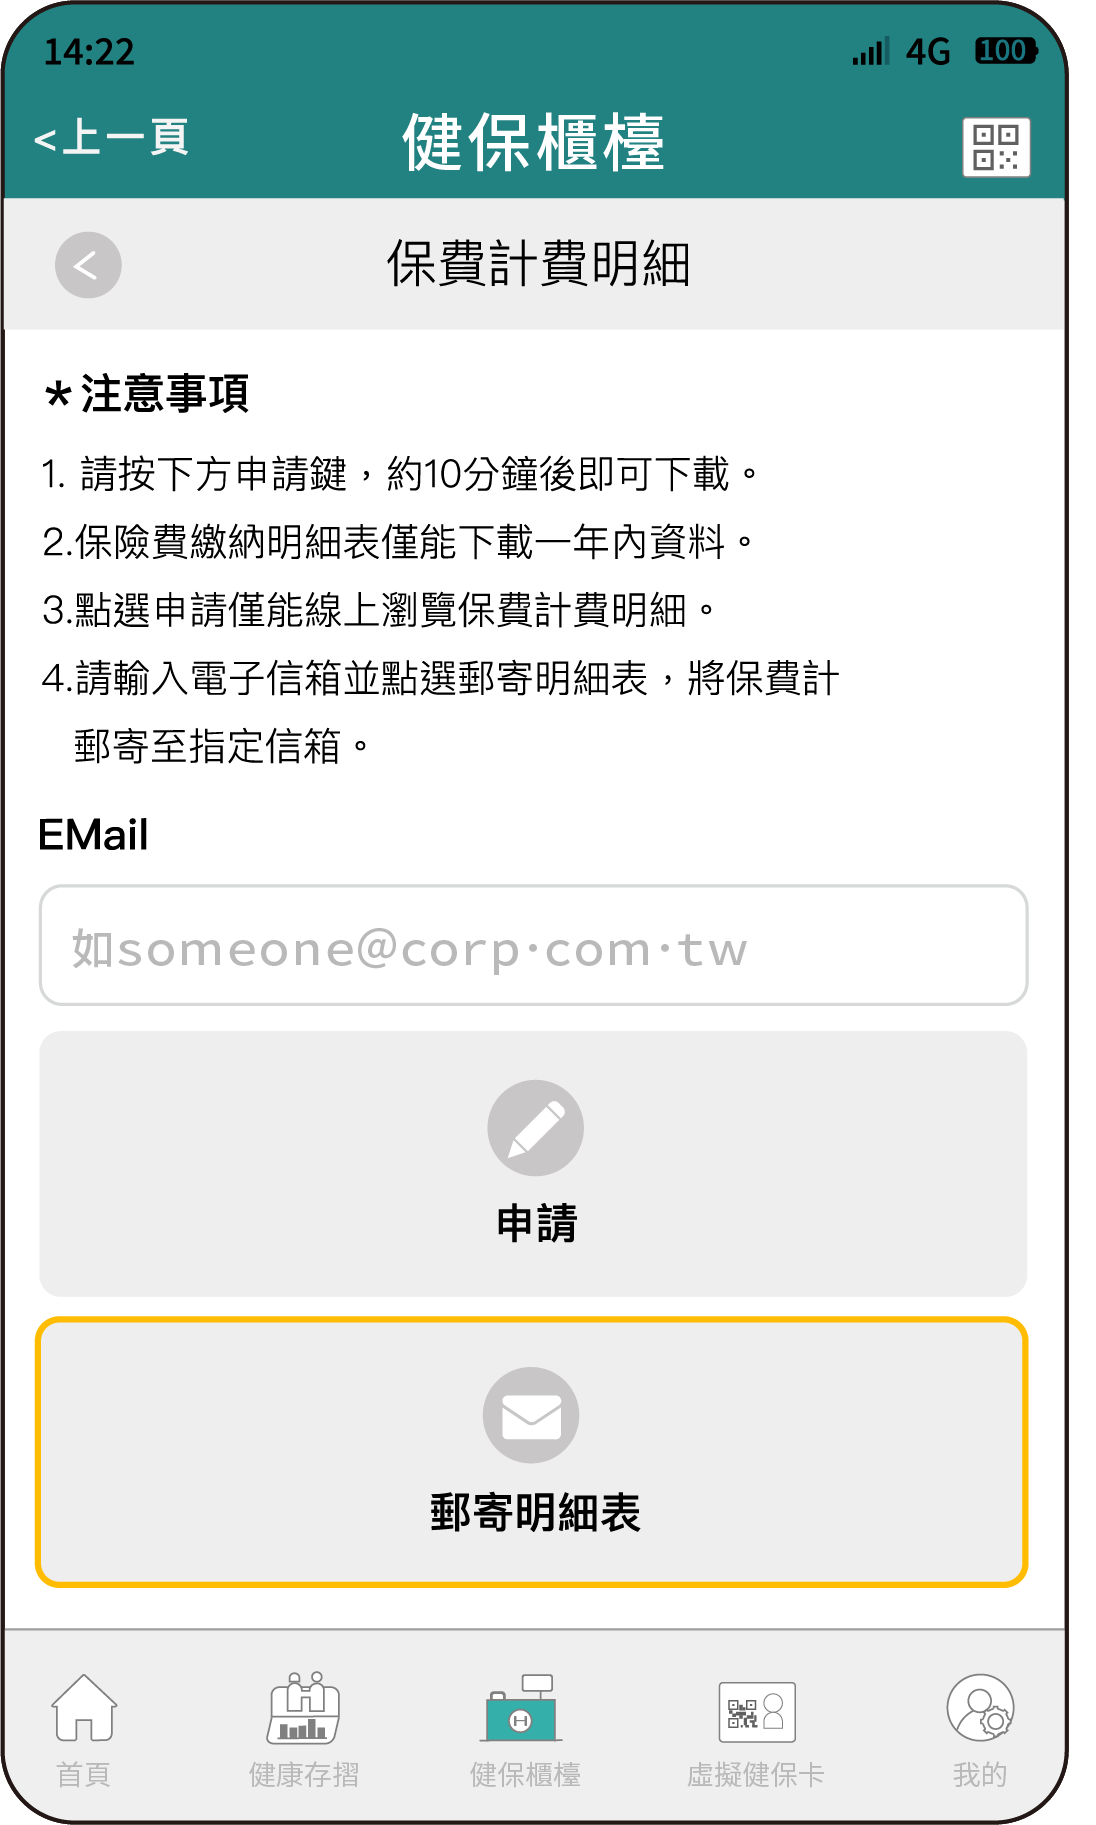 14:22 4G 100
<上一頁 健保櫃檯
保費計費明細
*注意事項
1. 請按下方申請鍵，約10分鐘後即可下載。
2.保險費繳納明細表僅能下載一年內資料。
3.點選申請僅能線上瀏覽保費計費明細。
4.請輸入電子信箱並點選郵寄明細表，將保費計
郵寄至指定信箱。
EMail
如someone@corp·com·tw
申請
郵寄明細表
首頁 健康存摺 健保櫃檯 虛擬健保卡 我的